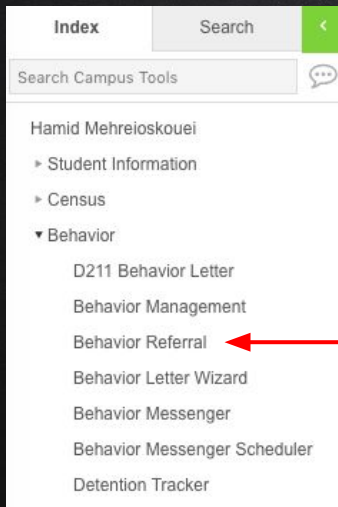 Index Search
Search Campus Tools
Hamid Mehreioskouei
Student Information
Census
Behavior
D211 Behavior Letter
Behavior Management
Behavior Referral
Behavior Letter Wizard
Behavior Messenger
Behavior Messenger Scheduler
Detention Tracker